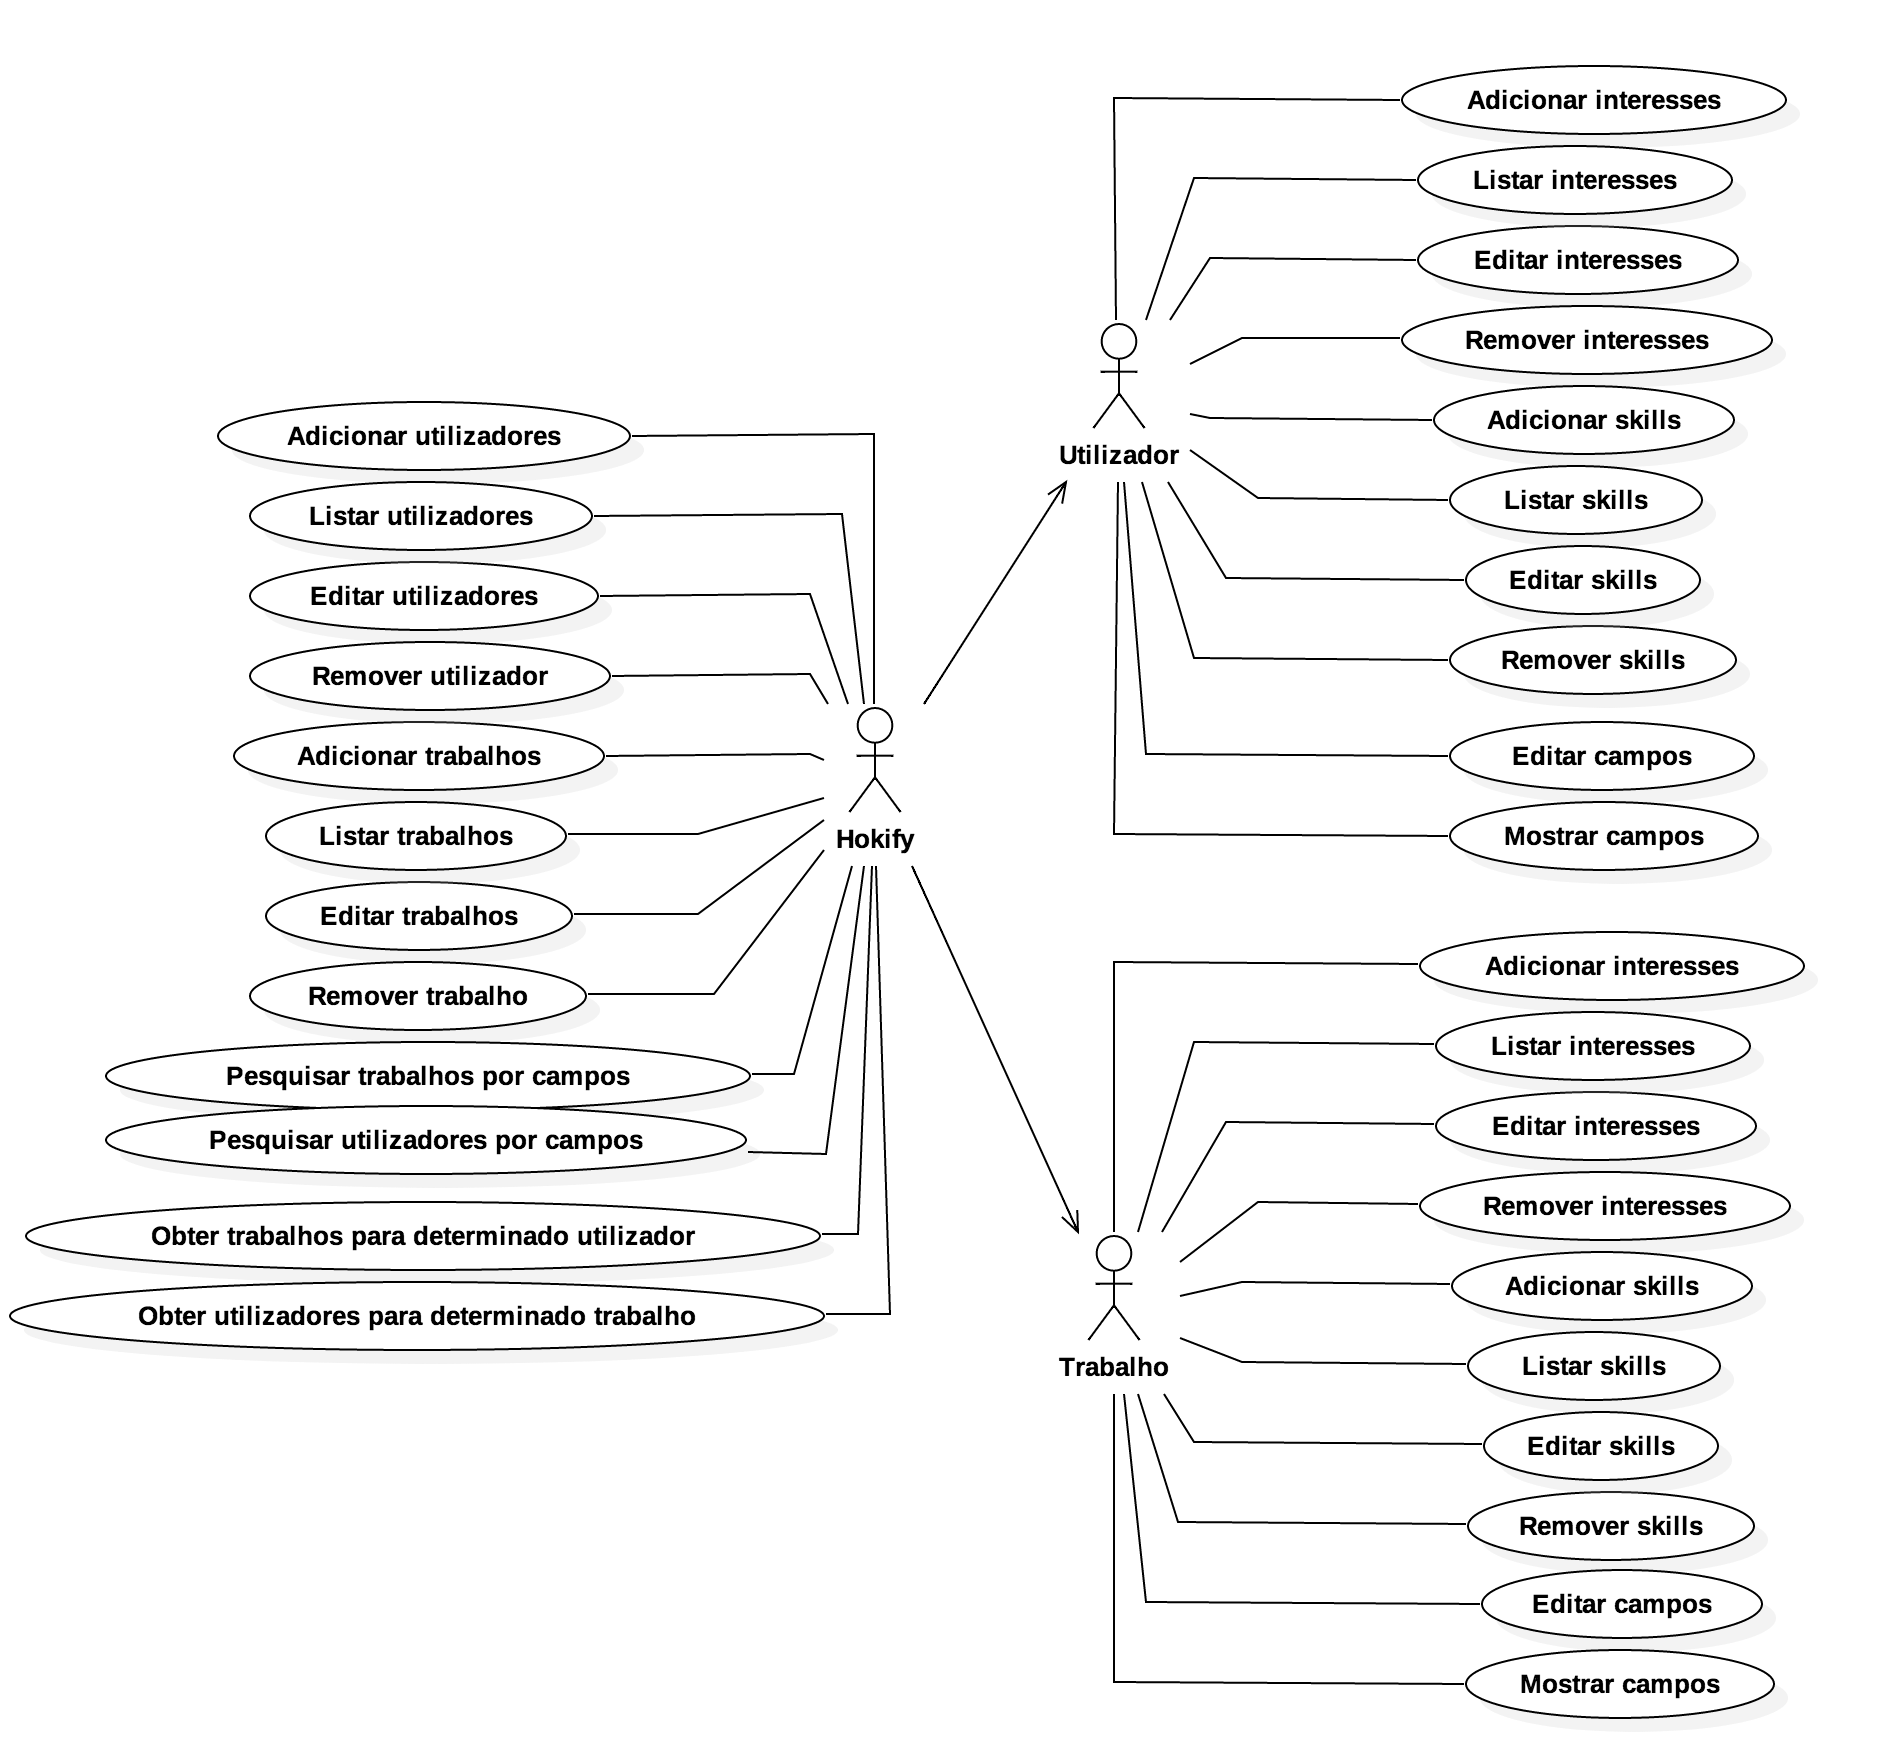 Adicionar utilizadores
Listar utilizadores
Editar utilizadores
Remover utilizador
Adicionar trabalhos
Listar trabalhos
Editar trabalhos
Remover trabalho
Pesquisar trabalhos por campos
Pesquisar utilizadores por campos
Obter trabalhos para determinado utilizador
Obter utilizadores para determinado trabalho
Hokify
Utilizador
Adicionar interesses
Listar interesses
Editar interesses
Remover interesses
Adicionar skills
Listar skills
Editar skills
Remover skills
Editar campos
Mostrar campos
Trabalho
Adicionar interesses
Listar interesses
Editar interesses
Remover interesses
Adicionar skills
Listar skills
Editar skills
Remover skills
Editar campos
Mostrar campos